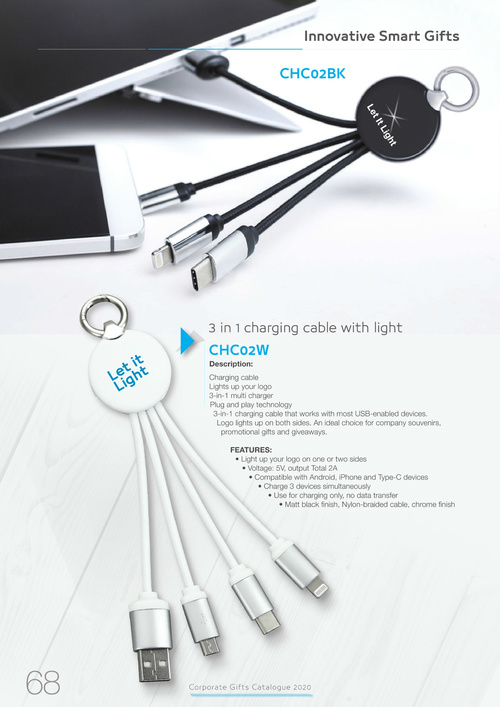 Innovative Smart Gifts
CHC02BK
Let It Light
3 in 1 charging cable with light
CHC02W
Let it
Light
Description:
Charging cable
Lights up your logo
3-in-1 multi charger
Plug and play technology
3-in-1 charging cable that works with most USB-enabled devices.
Logo lights up on both sides. An ideal choice for company souvenirs,
promotional gifts and giveaways.
FEATURES:
• Light up your logo on one or two sides
• Voltage: 5V, output Total 2A
• Compatible with Android, iPhone and Type-C devices
• Charge 3 devices simultaneously
• Use for charging only, no data transfer
• Matt black finish, Nylon-braided cable, chrome finish
68
Corporate Gifts Catalogue 2020